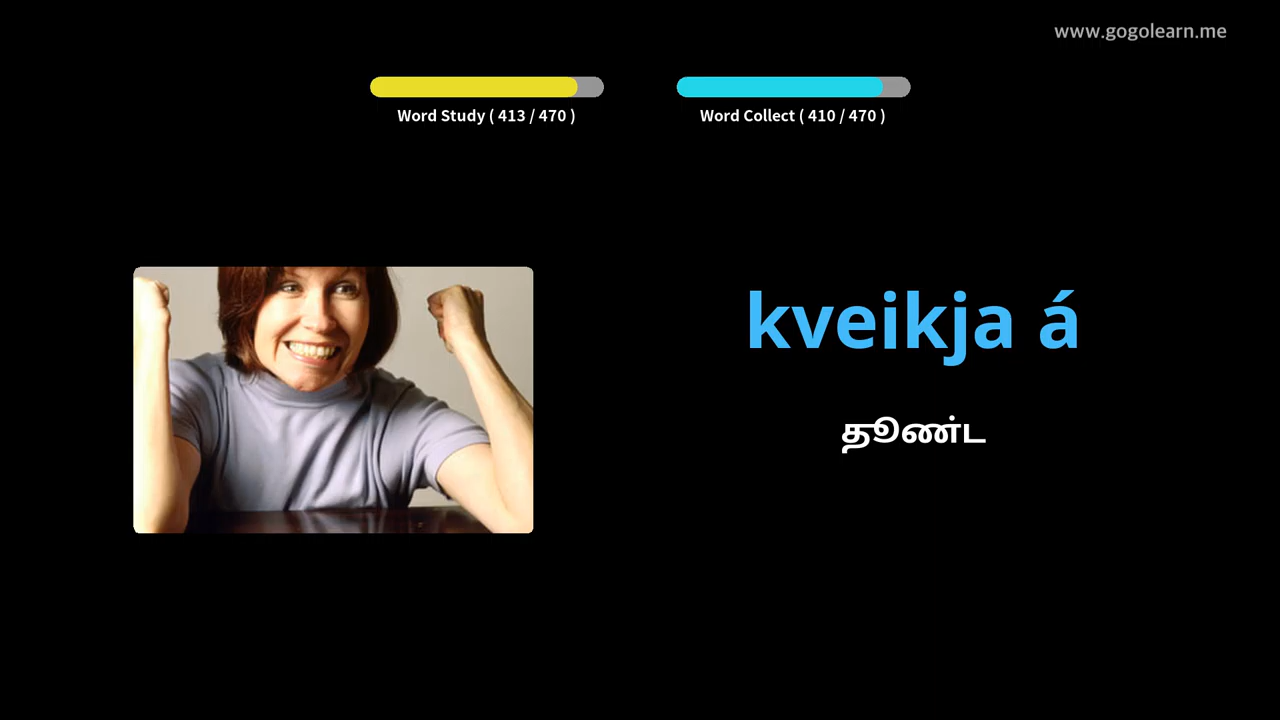 www.gogolearn.me
Word Study ( 413 / 470 )
Word Collect ( 410 / 470 )
kveikja á
தூண்ட